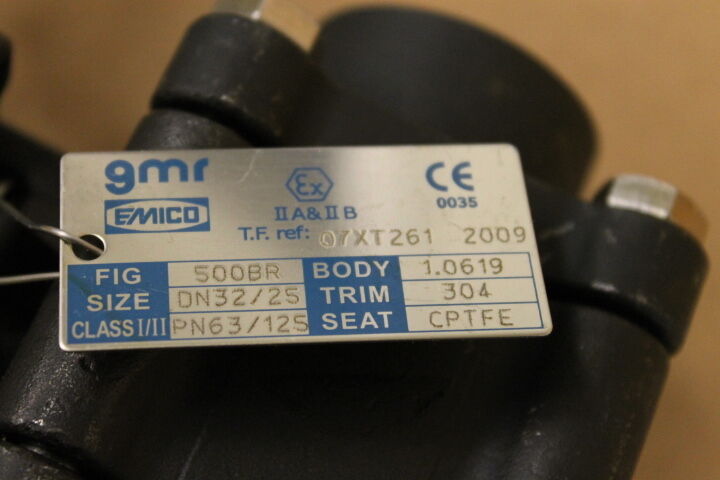 gmr
EMICO
Ex
II A & II B
CE
0035
T.F. ref: 07XT261 2009
FIG 500BR BODY 1.0619
SIZE DN32/25 TRIM 304
CLASS I/II PN63/125 SEAT CPTFE